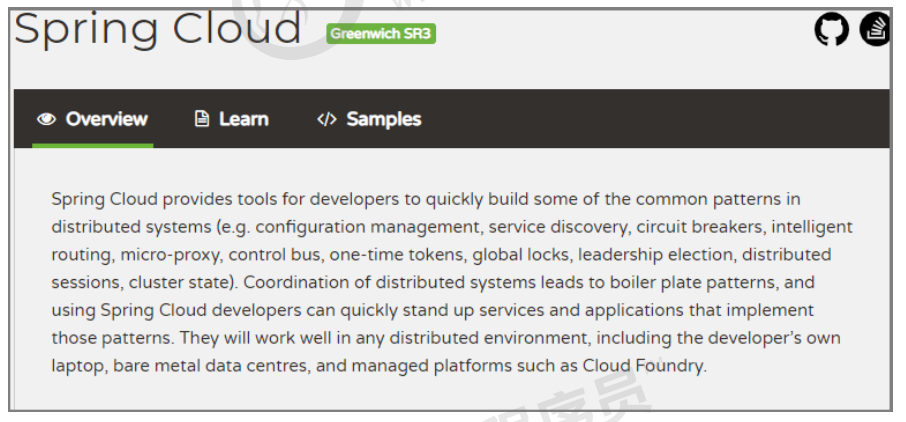 Spring Cloud Greenwich SR3
Overview Learn </> Samples
Spring Cloud provides tools for developers to quickly build some of the common patterns in
distributed systems (e.g. configuration management, service discovery, circuit breakers, intelligent
routing, micro-proxy, control bus, one-time tokens, global locks, leadership election, distributed
sessions, cluster state). Coordination of distributed systems leads to boiler plate patterns, and
using Spring Cloud developers can quickly stand up services and applications that implement
those patterns. They will work well in any distributed environment, including the developer's own
laptop, bare metal data centres, and managed platforms such as Cloud Foundry.
程序员